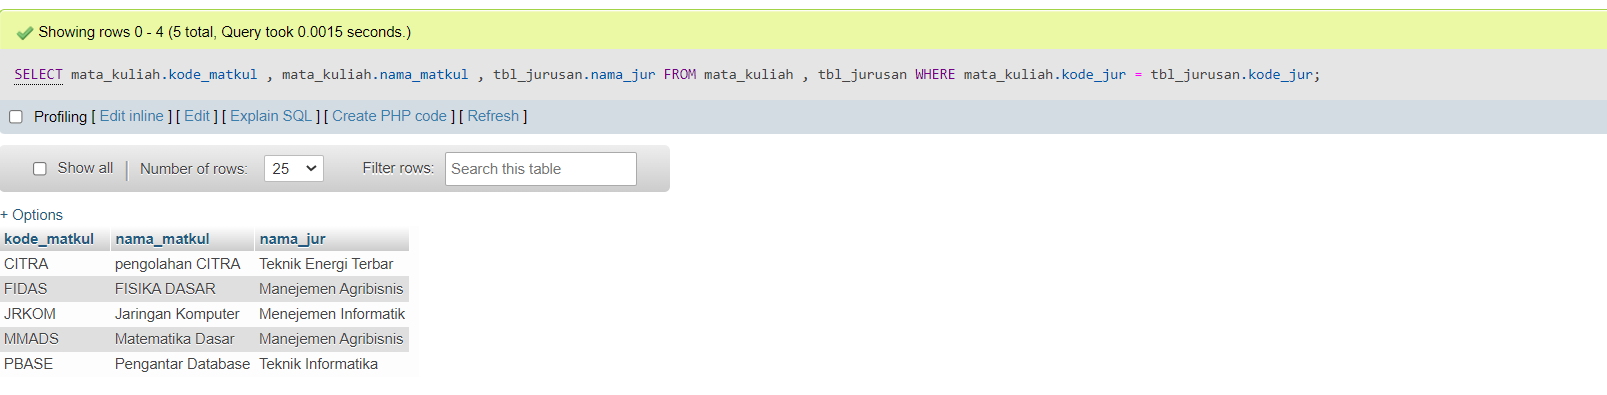 Showing rows 0 - 4 (5 total, Query took 0.0015 seconds.)
SELECT mata_kuliah.kode_matkul , mata_kuliah.nama_matkul , tbl_jurusan.nama_jur FROM mata_kuliah , tbl_jurusan WHERE mata_kuliah.kode_jur = tbl_jurusan.kode_jur;
Profiling [ Edit inline ] [ Edit ] [ Explain SQL ] [ Create PHP code ] [ Refresh ]
Show all | Number of rows: 25 Filter rows: Search this table
+ Options
kode_matkul nama_matkul nama_jur
CITRA pengolahan CITRA Teknik Energi Terbar
FIDAS FISIKA DASAR Manejemen Agribisnis
JRKOM Jaringan Komputer Menejemen Informatik
MMADS Matematika Dasar Manejemen Agribisnis
PBASE Pengantar Database Teknik Informatika